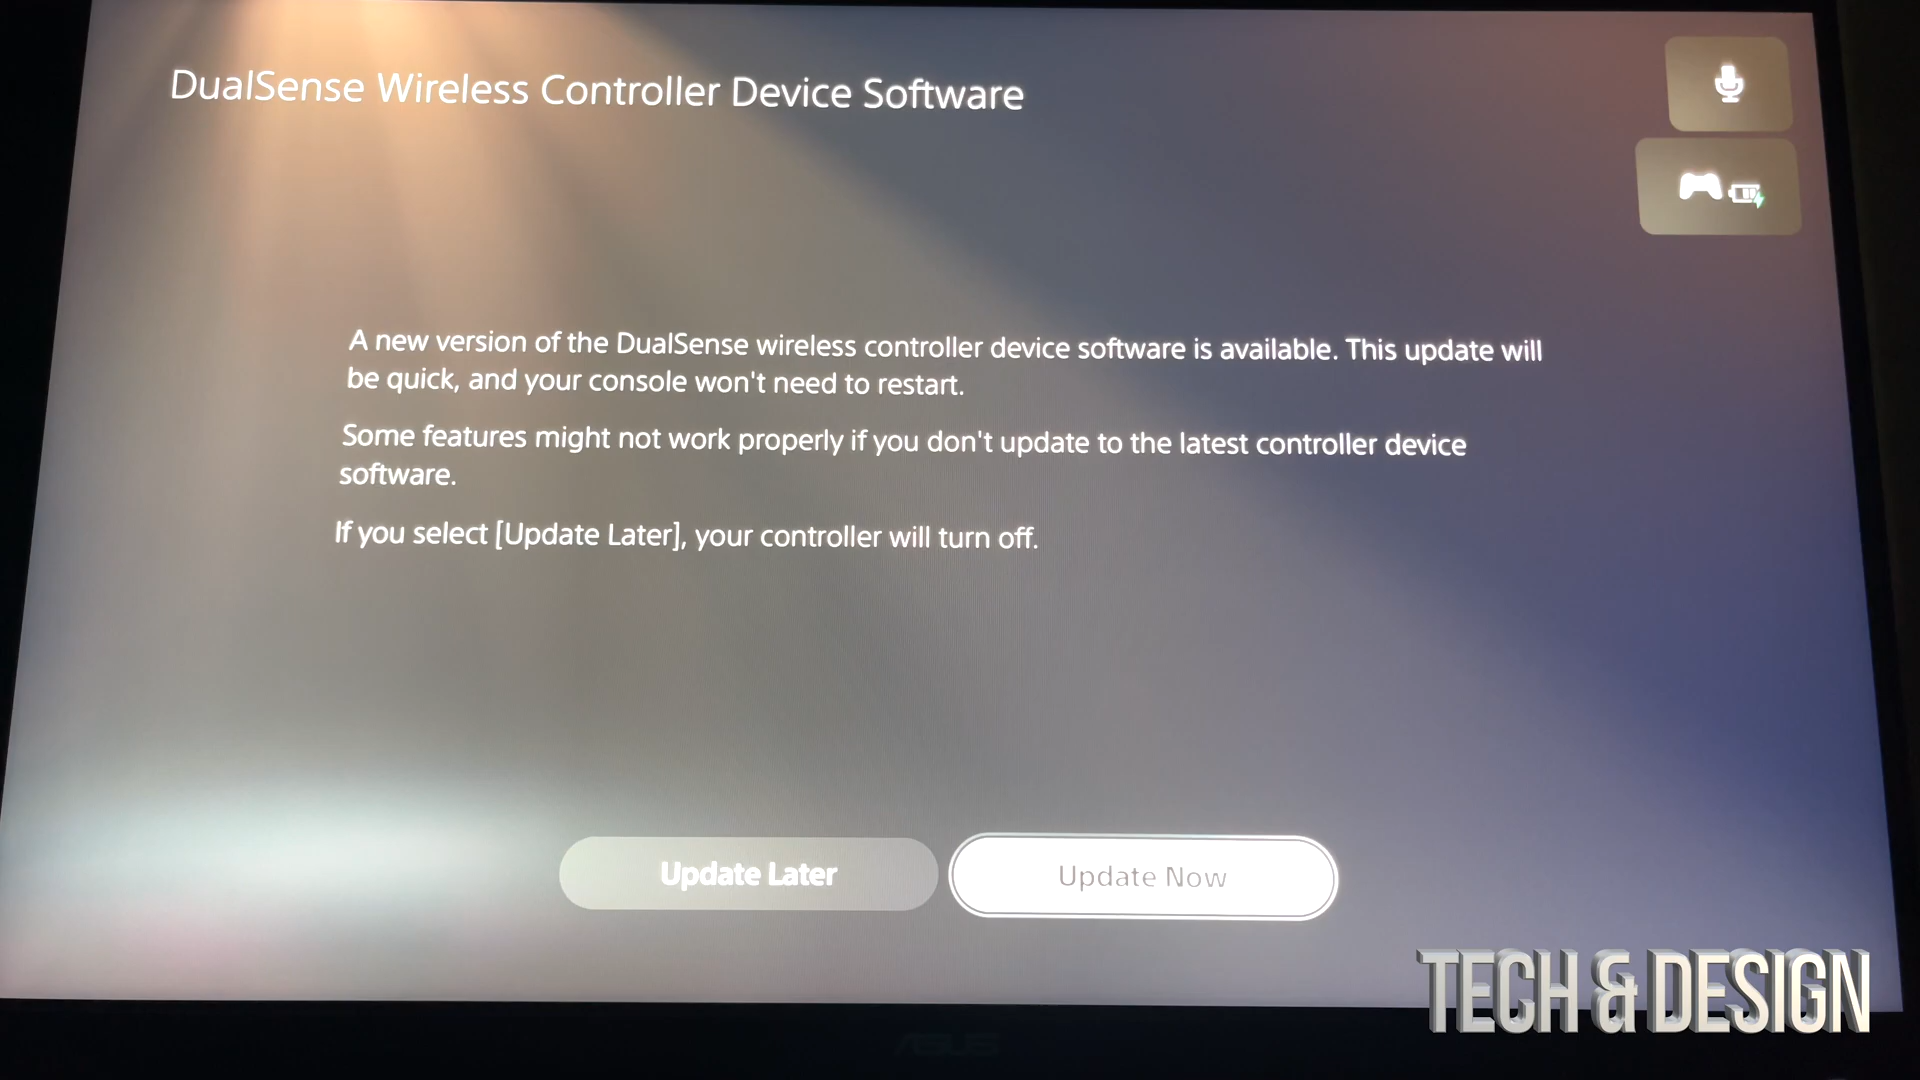 DualSense Wireless Controller Device Software
A new version of the DualSense wireless controller device software is available. This update will
be quick, and your console won't need to restart.
Some features might not work properly if you don't update to the latest controller device
software.
If you select [Update Later], your controller will turn off.
Update Later
Update Now
TECH & DESIGN
ASUS